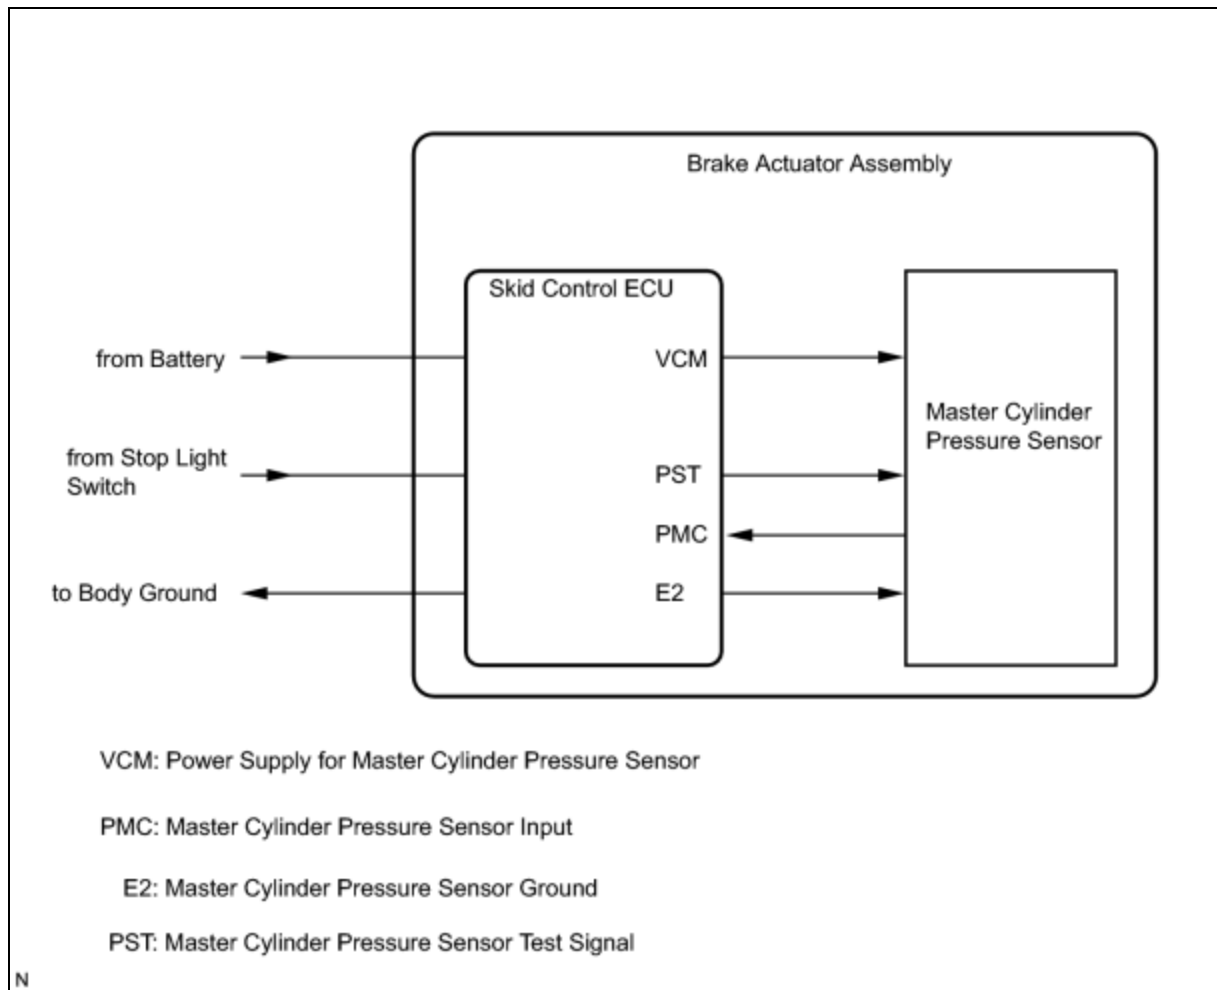 Brake Actuator Assembly
Skid Control ECU
from Battery
VCM
Master Cylinder
Pressure Sensor
from Stop Light
Switch
PST
PMC
to Body Ground
E2
VCM: Power Supply for Master Cylinder Pressure Sensor
PMC: Master Cylinder Pressure Sensor Input
E2: Master Cylinder Pressure Sensor Ground
PST: Master Cylinder Pressure Sensor Test Signal
N